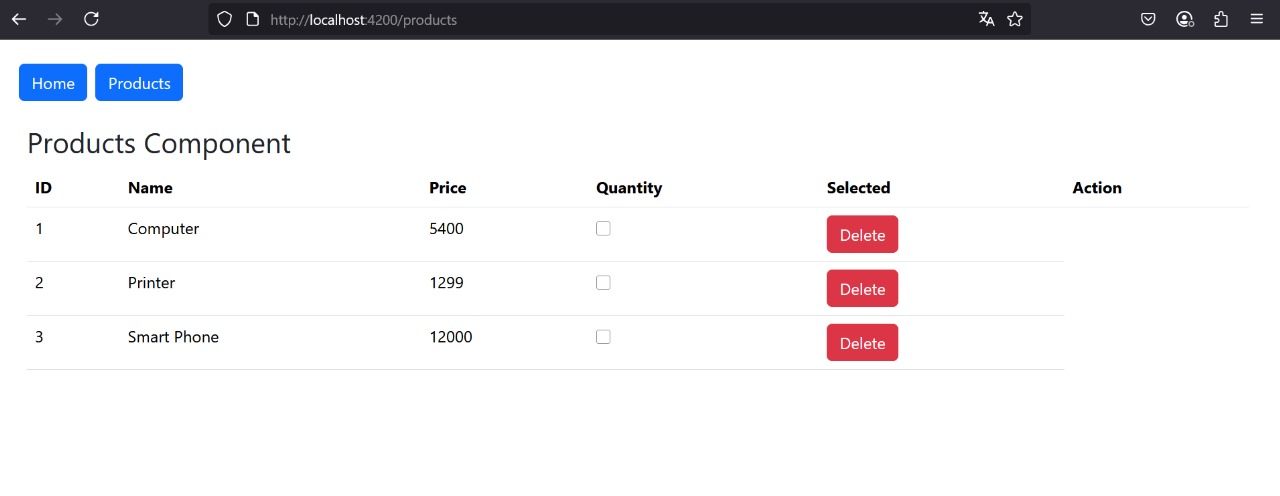 http://localhost:4200/products
Home Products
Products Component
ID Name Price Quantity Selected Action
1 Computer 5400 Delete
2 Printer 1299 Delete
3 Smart Phone 12000 Delete